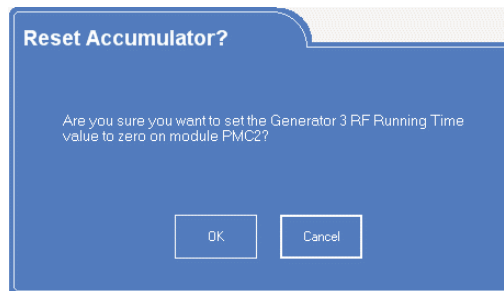 Reset Accumulator?
Are you sure you want to set the Generator 3 RF Running Time
value to zero on module PMC2?
OK
Cancel